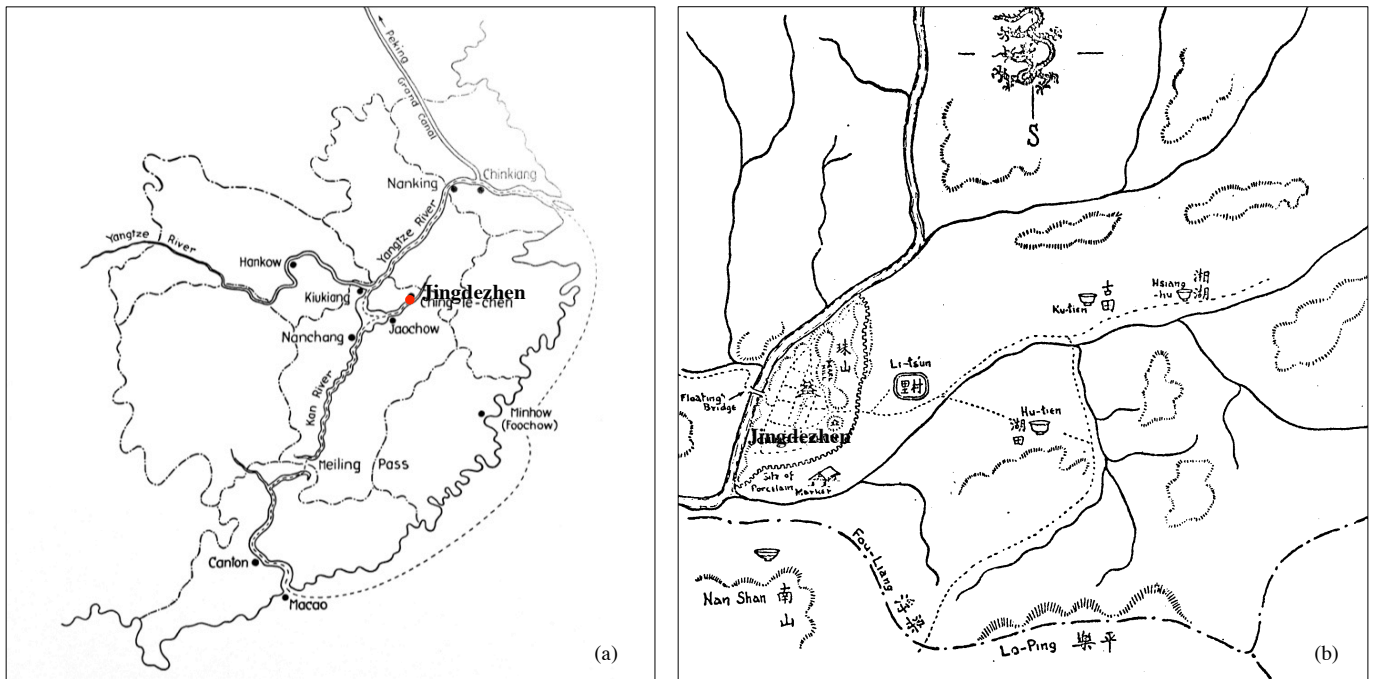 Peking
Grand Canal
Nanking
Chinkiang
Yangtze River
Yangtze River
Hankow
Kiukiang
Jingdezhen
Ching-te-chen
Jaochow
Nanchang
Kan River
Minhow
(Foochow)
Meiling Pass
Canton
Macao
(a)
S
Hsiang
-hu
湖
湖
Ku-tien
古
田
珠
山
Li-tsun
里村
Floating
Bridge
Hu-tien
湖
田
Jingdezhen
Site of
Porcelain
Market
Fou-Liang
浮
梁
Nan Shan
南
山
Lo-Ping
樂平
(b)